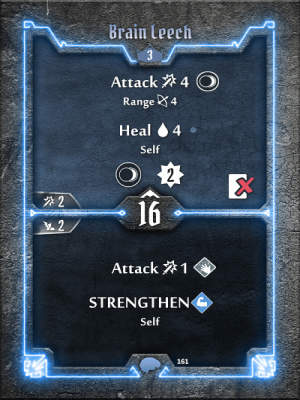 Brain Leech
3
Attack 4
Range 4
Heal 4
Self
2
2
16
2
Attack 1
STRENGTHEN
Self
161